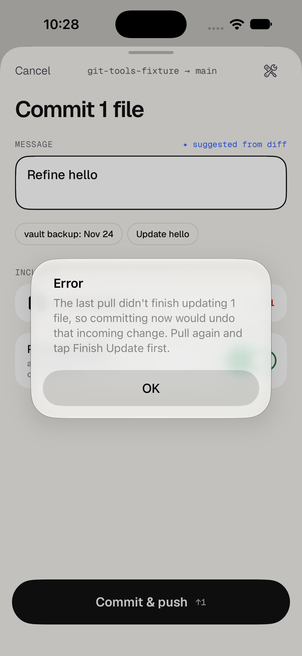 10:28
Cancel
git-tools-fixture → main
Commit 1 file
MESSAGE
✦ suggested from diff
Refine hello
vault backup: Nov 24
Update hello
Error
The last pull didn't finish updating 1
file, so committing now would undo
that incoming change. Pull again and
tap Finish Update first.
OK
Commit & push ↑1